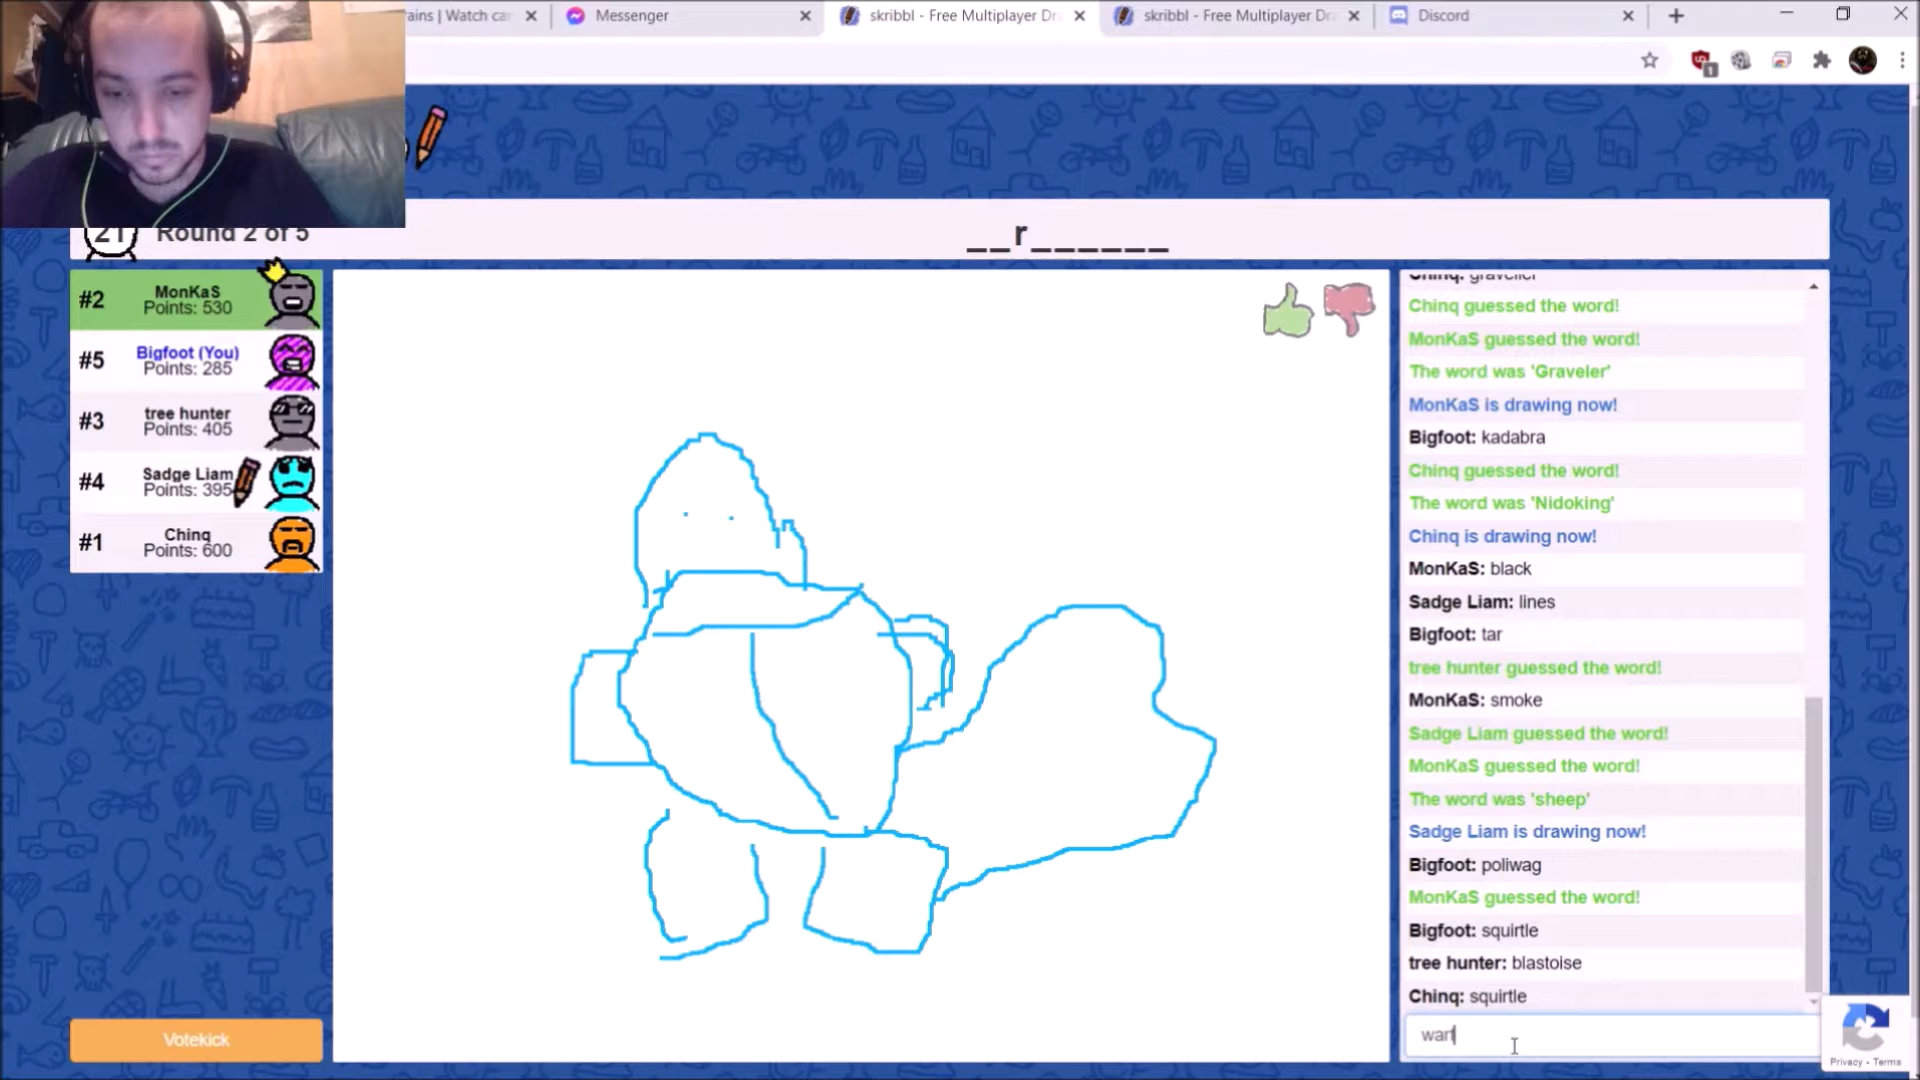 rains | Watch car
Messenger
skribbl - Free Multiplayer Dr
skribbl - Free Multiplayer Dr
Discord
1
21
Round 2 of 5
__r______
#2 MonKaS
Points: 530
#5 Bigfoot (You)
Points: 285
#3 tree hunter
Points: 405
#4 Sadge Liam
Points: 395
#1 Chinq
Points: 600
Votekick
Chinq: graveller
Chinq guessed the word!
MonKaS guessed the word!
The word was 'Graveler'
MonKaS is drawing now!
Bigfoot: kadabra
Chinq guessed the word!
The word was 'Nidoking'
Chinq is drawing now!
MonKaS: black
Sadge Liam: lines
Bigfoot: tar
tree hunter guessed the word!
MonKaS: smoke
Sadge Liam guessed the word!
MonKaS guessed the word!
The word was 'sheep'
Sadge Liam is drawing now!
Bigfoot: poliwag
MonKaS guessed the word!
Bigfoot: squirtle
tree hunter: blastoise
Chinq: squirtle
wart
Privacy - Terms